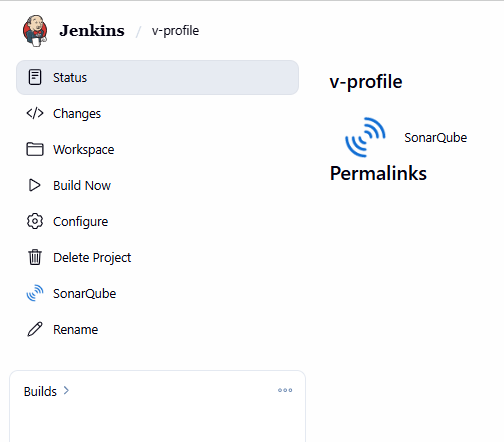 Jenkins / v-profile
Status
Changes
Workspace
Build Now
Configure
Delete Project
SonarQube
Rename
Builds
v-profile
SonarQube
Permalinks